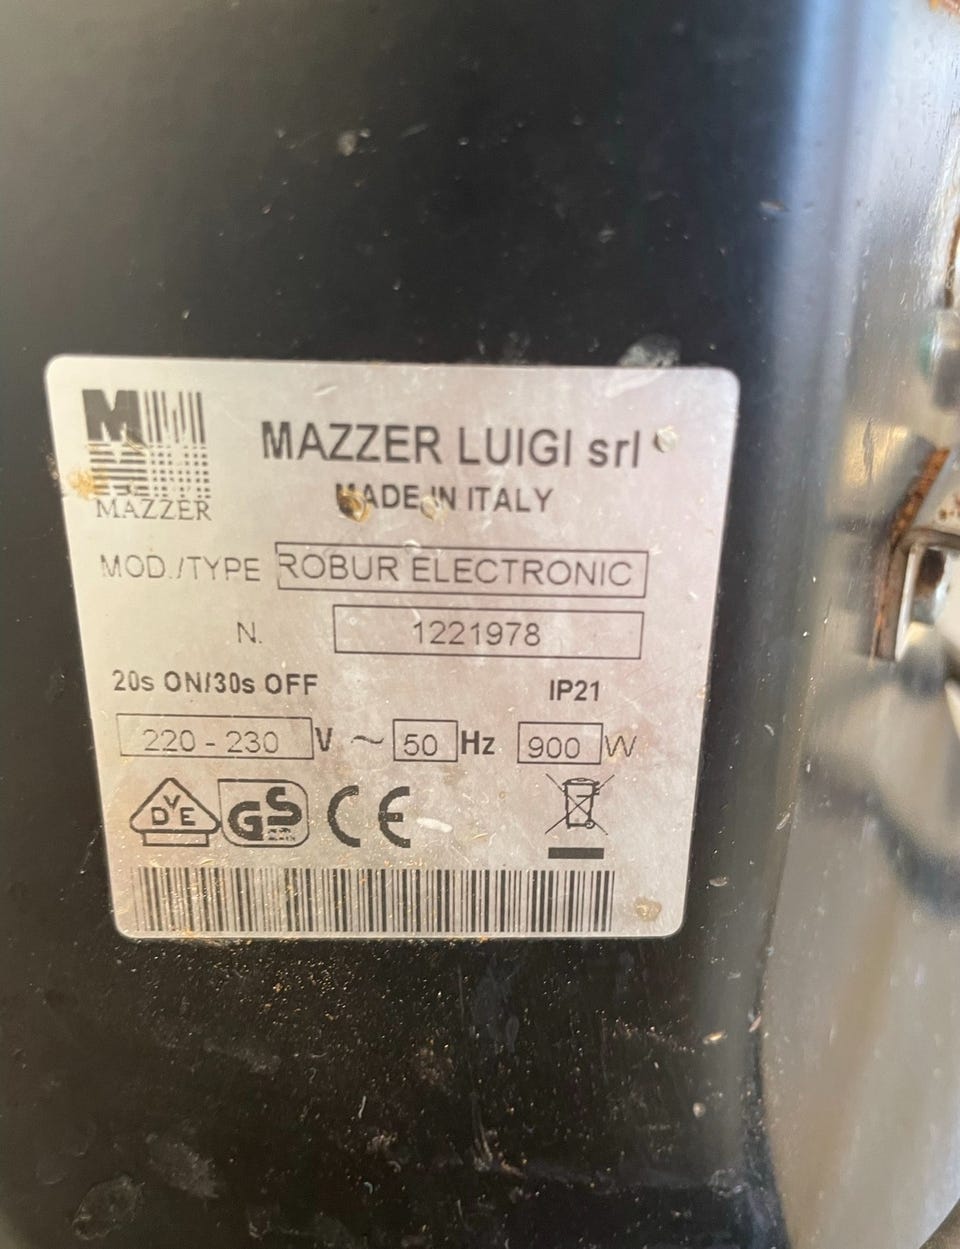 M
MAZZER
MAZZER LUIGI srl
MADE IN ITALY
MOD./TYPE ROBUR ELECTRONIC
N. 1221978
20s ON/30s OFF IP21
220 - 230 V ~ 50 Hz 900 W
DVE GS CE